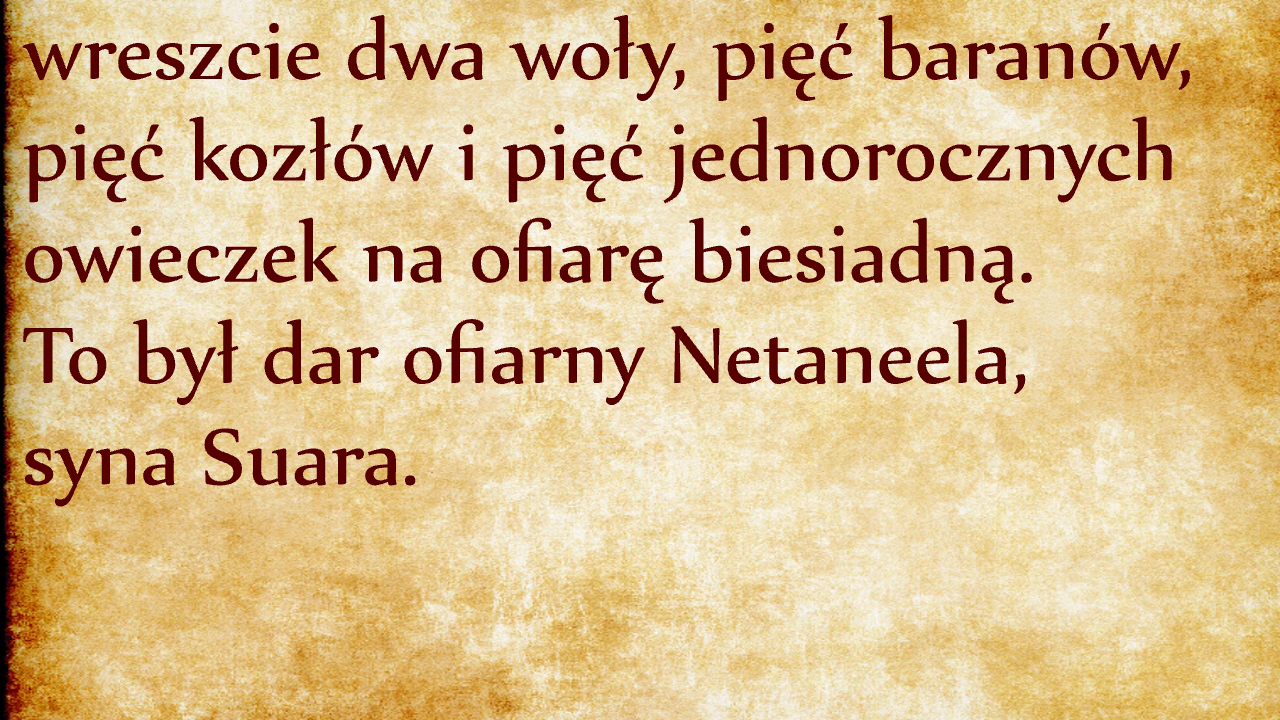 wreszcie dwa woły, pięć baranów,
pięć kozłów i pięć jednorocznych
owieczek na ofiarę biesiadną.
To był dar ofiarny Netaneela,
syna Suara.